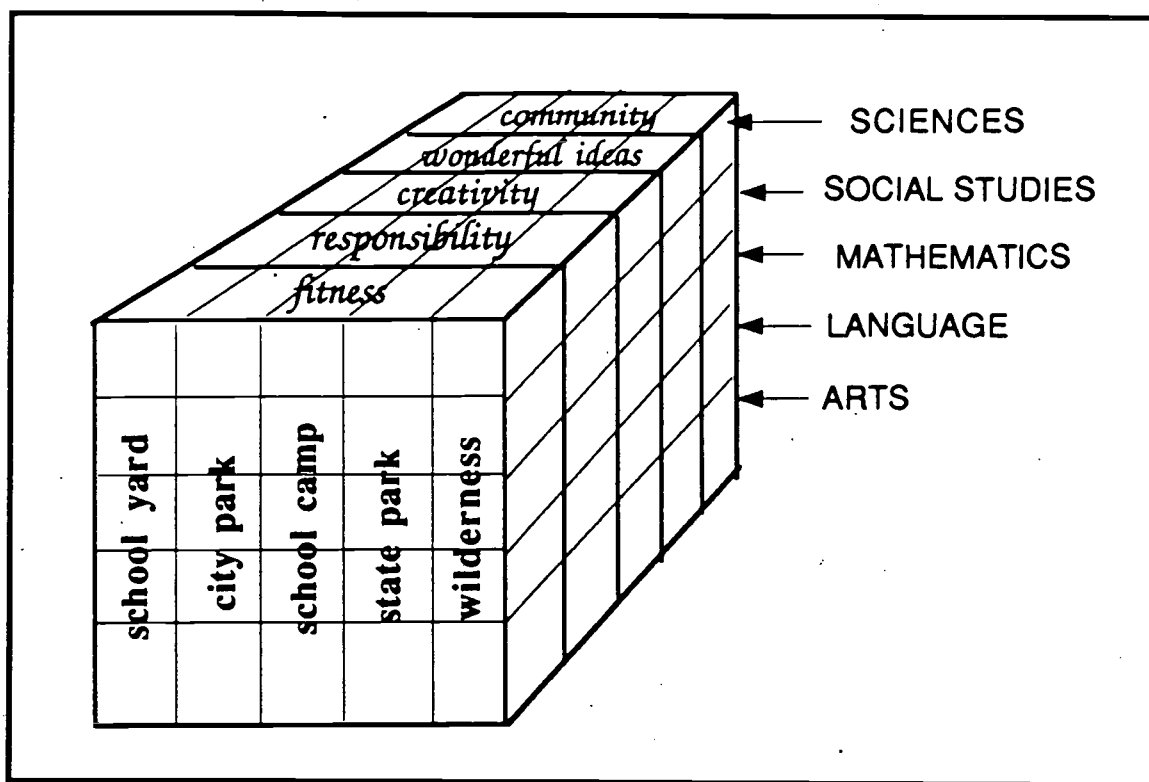 community
wonderful ideas
creativity
responsibility
fitness
SCIENCES
SOCIAL STUDIES
MATHEMATICS
LANGUAGE
ARTS
school yard
city park
school camp
state park
wilderness